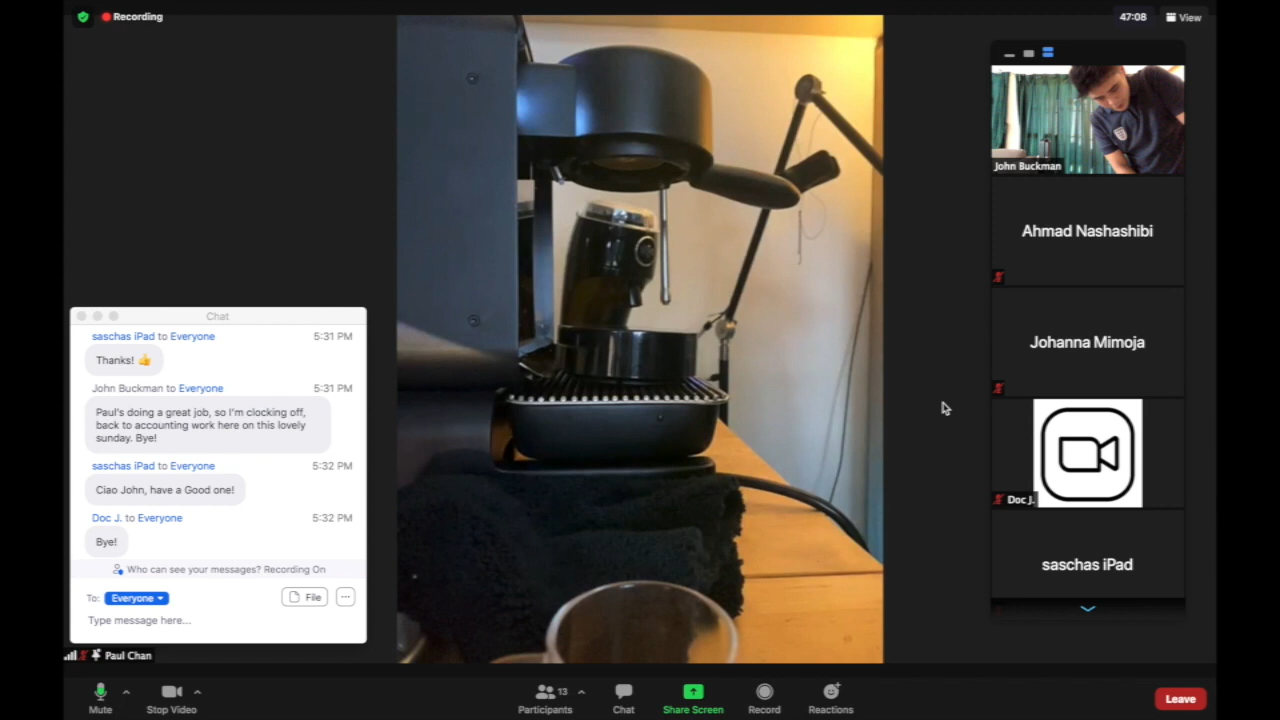 Recording
47:08
View
John Buckman
Ahmad Nashashibi
Johanna Mimoja
Doc J.
saschas iPad
Chat
saschas iPad to Everyone 5:31 PM
Thanks! 👍
John Buckman to Everyone 5:31 PM
Paul's doing a great job, so I'm clocking off,
back to accounting work here on this lovely
sunday. Bye!
saschas iPad to Everyone 5:32 PM
Ciao John, have a Good one!
Doc J. to Everyone 5:32 PM
Bye!
Who can see your messages? Recording On
To: Everyone
File
Type message here...
Paul Chan
Mute
Stop Video
13
Participants
Chat
Share Screen
Record
Reactions
Leave